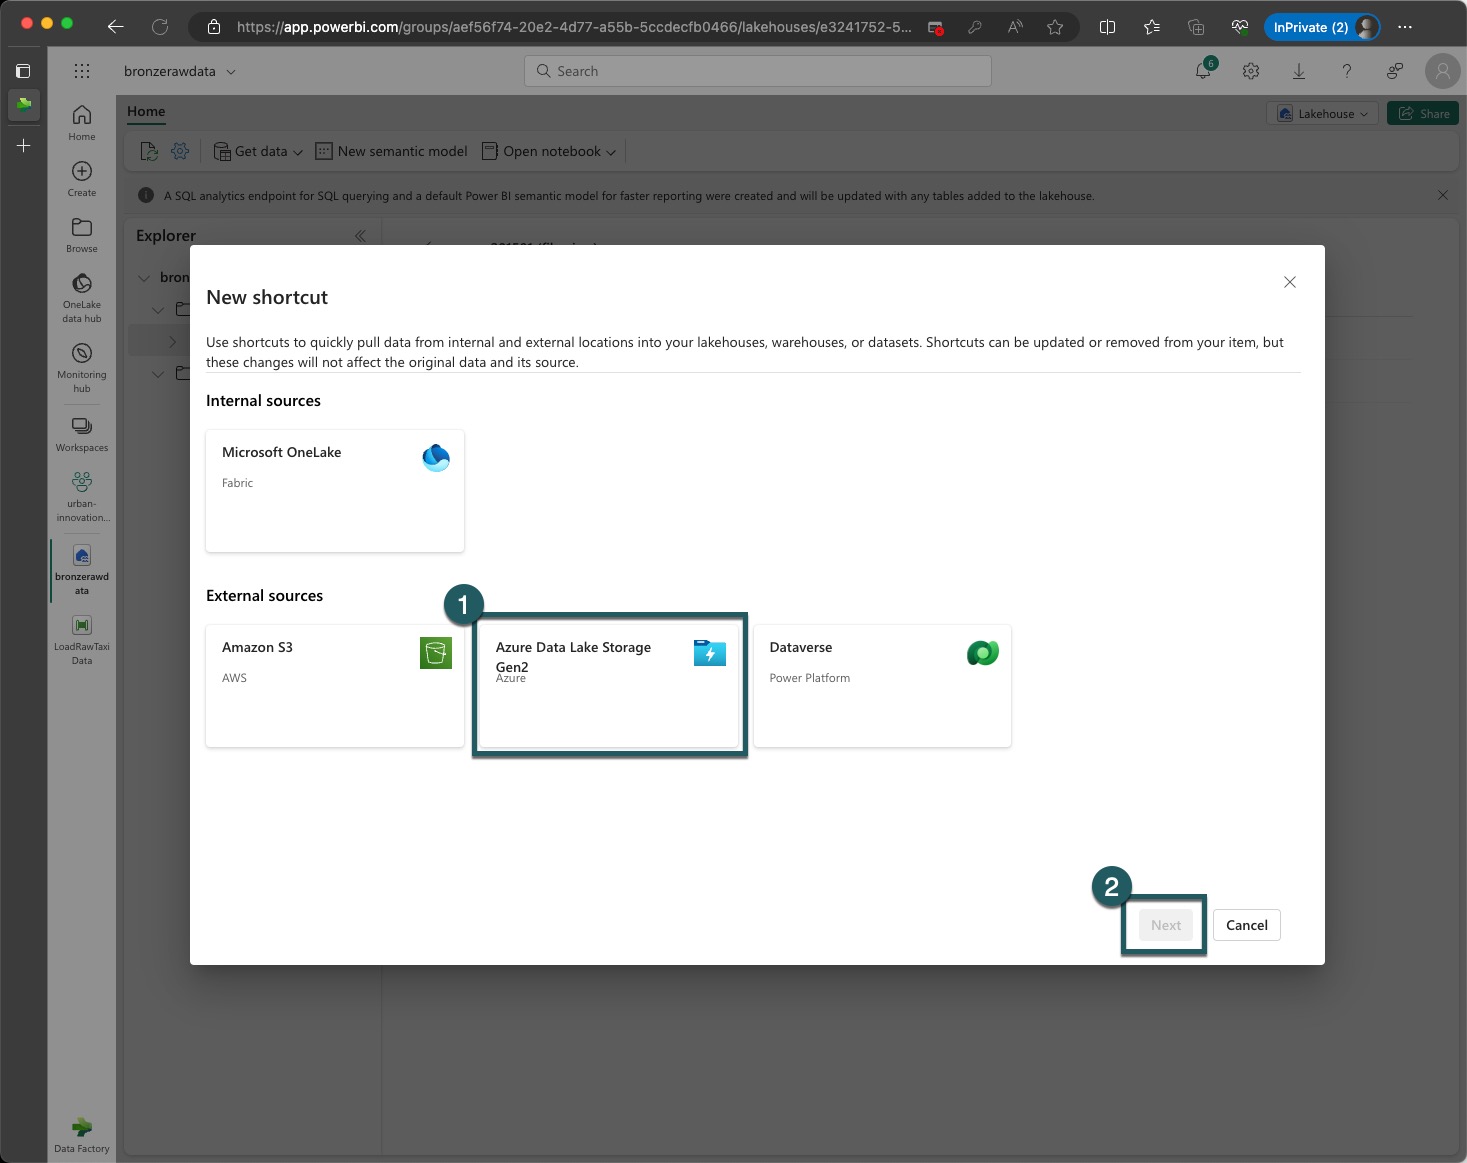 https://app.powerbi.com/groups/aef56f74-20e2-4d77-a55b-5ccdecfb0466/lakehouses/e3241752-5...
InPrivate (2)
bronzerawdata
Search
6
Home
Lakehouse
Share
Get data
New semantic model
Open notebook
A SQL analytics endpoint for SQL querying and a default Power BI semantic model for faster reporting were created and will be updated with any tables added to the lakehouse.
Explorer
bron
Home
Create
Browse
OneLake
data hub
Monitoring
hub
Workspaces
urban-
innovation...
bronzerawd
ata
LoadRawTaxi
Data
Data Factory
New shortcut
Use shortcuts to quickly pull data from internal and external locations into your lakehouses, warehouses, or datasets. Shortcuts can be updated or removed from your item, but
these changes will not affect the original data and its source.
Internal sources
Microsoft OneLake
Fabric
External sources
1
Amazon S3
AWS
Azure Data Lake Storage
Gen2
Azure
Dataverse
Power Platform
2
Next
Cancel